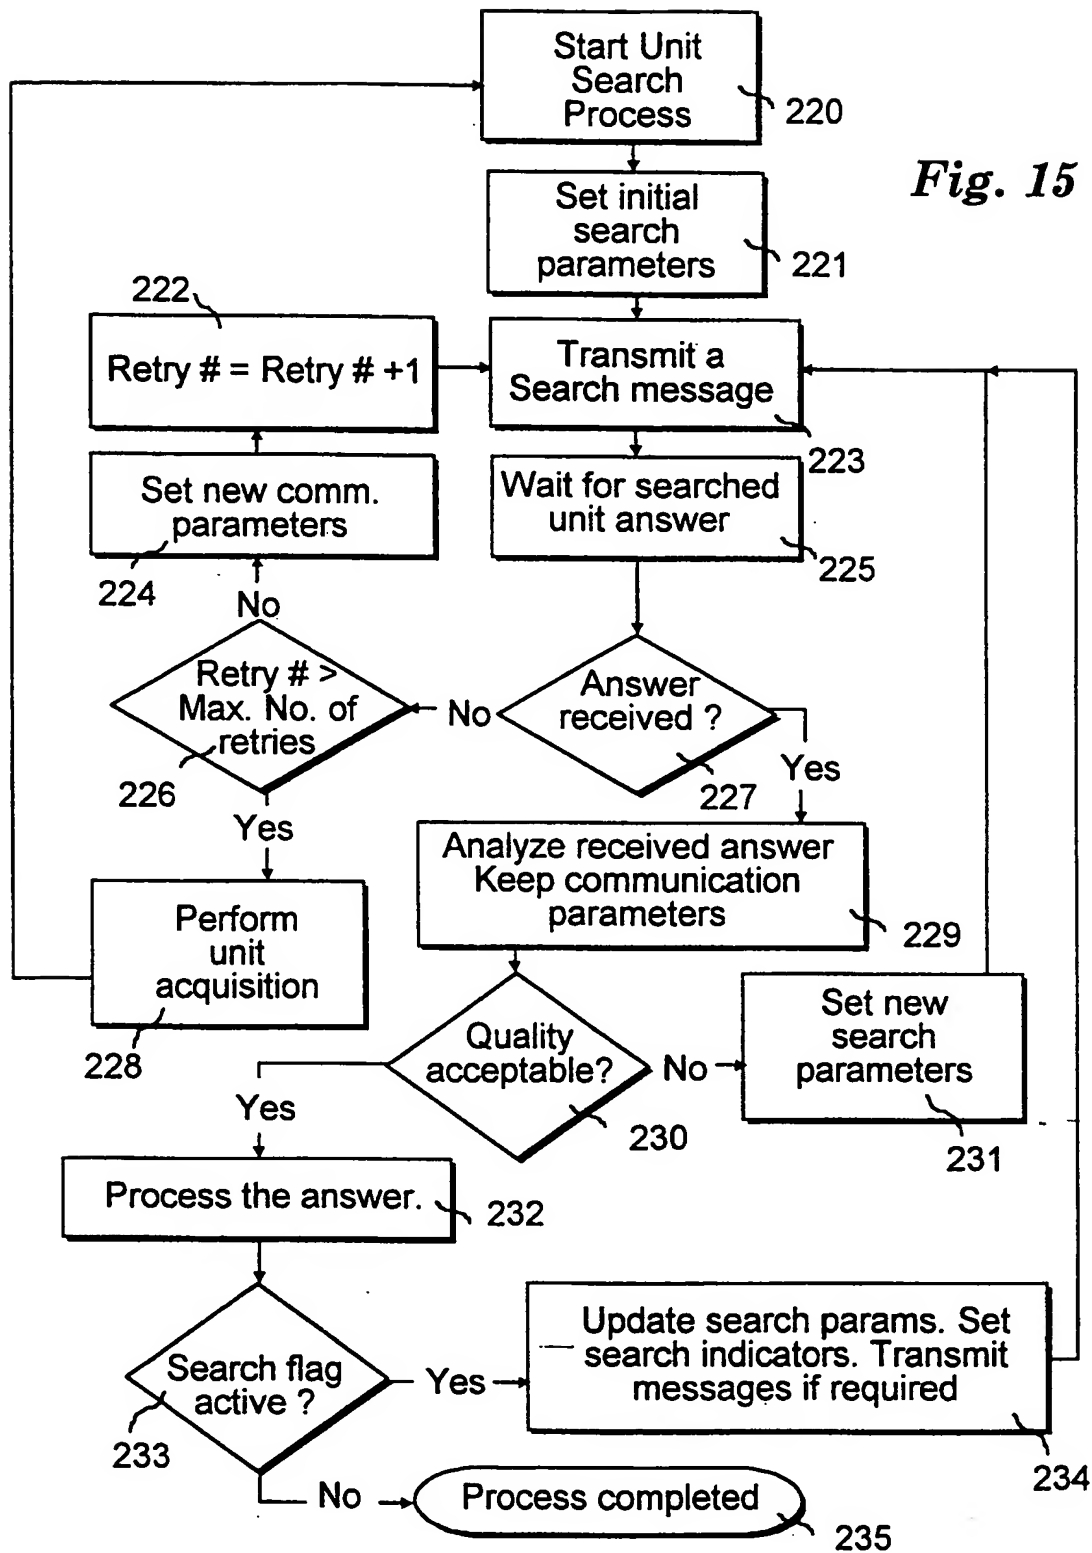 Start Unit
Search
Process
220
Fig. 15
Set initial
search
parameters
221
222
Retry # = Retry # +1
Transmit a
Search message
223
Set new comm.
parameters
224
Wait for searched
unit answer
225
No
Retry # >
Max. No. of
retries
226
No
Answer
received ?
227
Yes
Yes
Analyze received answer
Keep communication
parameters
229
Perform
unit
acquisition
228
Quality
acceptable?
230
No
Set new
search
parameters
231
Yes
Process the answer.
232
Search flag
active ?
233
Yes
Update search params. Set
search indicators. Transmit
messages if required
234
No
Process completed
235